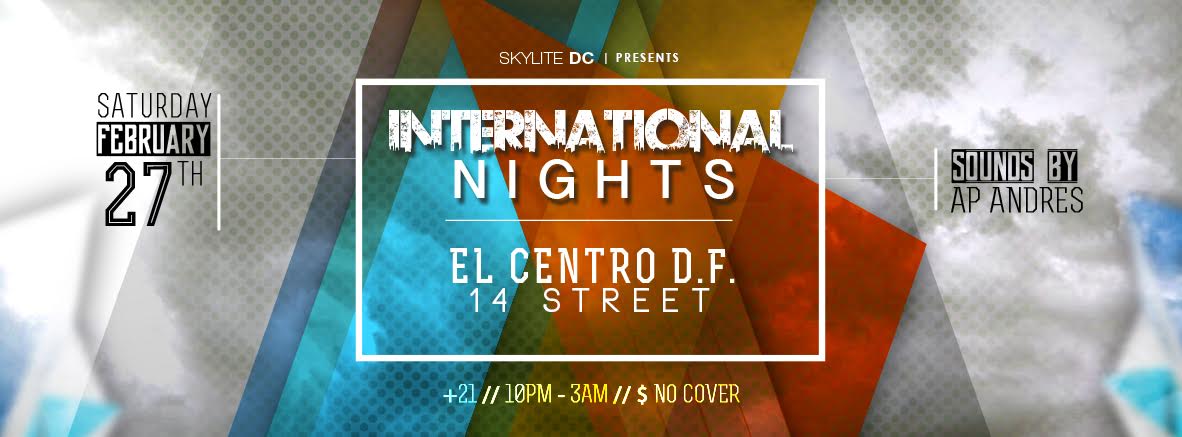 SKYLITE DC | PRESENTS
SATURDAY
FEBRUARY
27TH
INTERNATIONAL
NIGHTS
EL CENTRO D.F.
14 STREET
SOUNDS BY
AP ANDRES
+21 // 10PM - 3AM // $ NO COVER